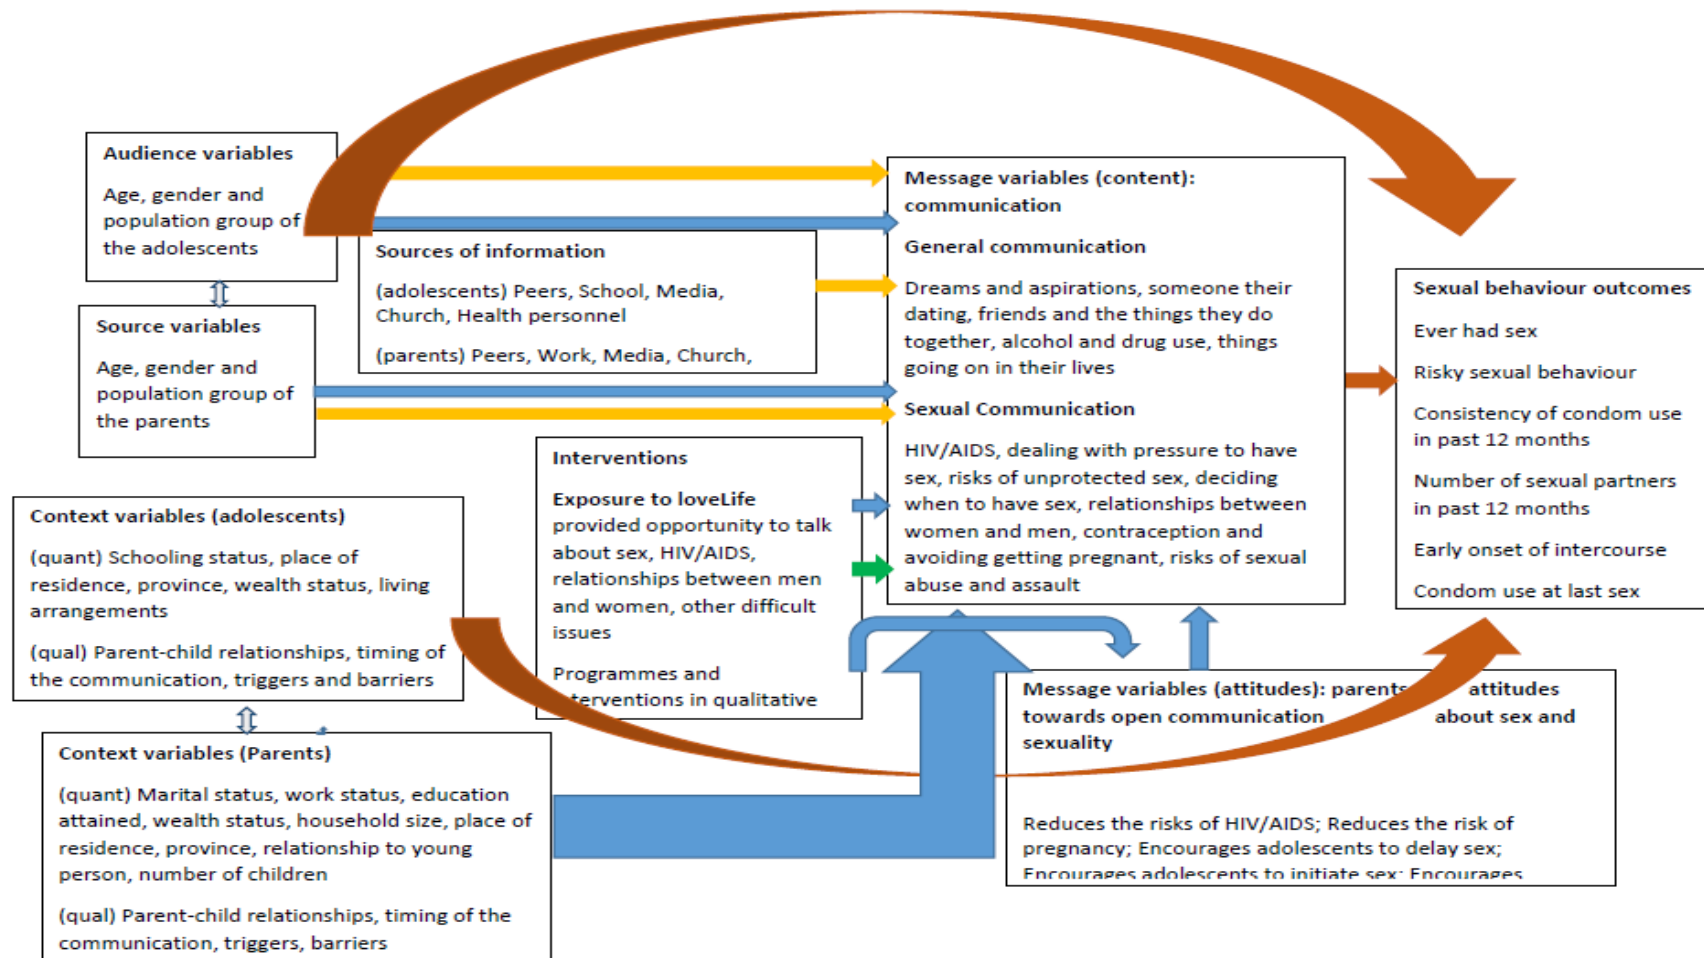 Audience variables
Age, gender and
population group of
the adolescents
Source variables
Age, gender and
population group of
the parents
Sources of information
(adolescents) Peers, School, Media,
Church, Health personnel
(parents) Peers, Work, Media, Church,
Message variables (content):
communication
General communication
Dreams and aspirations, someone their
dating, friends and the things they do
together, alcohol and drug use, things
going on in their lives
Sexual Communication
HIV/AIDS, dealing with pressure to have
sex, risks of unprotected sex, deciding
when to have sex, relationships between
women and men, contraception and
avoiding getting pregnant, risks of sexual
abuse and assault
Sexual behaviour outcomes
Ever had sex
Risky sexual behaviour
Consistency of condom use
in past 12 months
Number of sexual partners
in past 12 months
Early onset of intercourse
Condom use at last sex
Interventions
Exposure to loveLife
provided opportunity to talk
about sex, HIV/AIDS,
relationships between men
and women, other difficult
issues
Programmes and
interventions in qualitative
Context variables (adolescents)
(quant) Schooling status, place of
residence, province, wealth status, living
arrangements
(qual) Parent-child relationships, timing of
the communication, triggers and barriers
Context variables (Parents)
(quant) Marital status, work status, education
attained, wealth status, household size, place of
residence, province, relationship to young
person, number of children
(qual) Parent-child relationships, timing of the
communication, triggers, barriers
Message variables (attitudes): parents attitudes
towards open communication about sex and
sexuality
Reduces the risks of HIV/AIDS; Reduces the risk of
pregnancy; Encourages adolescents to delay sex;
Encourages adolescents to initiate sex; Encourages